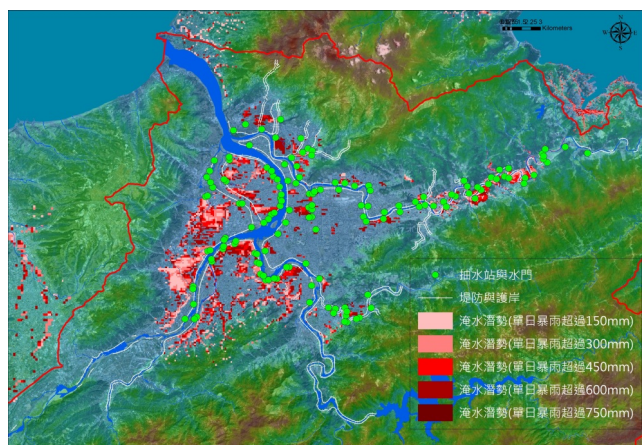 Kilometers
N
W
E
S
抽水站與水門
堤防與護岸
淹水潛勢(單日暴雨超過150mm)
淹水潛勢(單日暴雨超過300mm)
淹水潛勢(單日暴雨超過450mm)
淹水潛勢(單日暴雨超過600mm)
淹水潛勢(單日暴雨超過750mm)